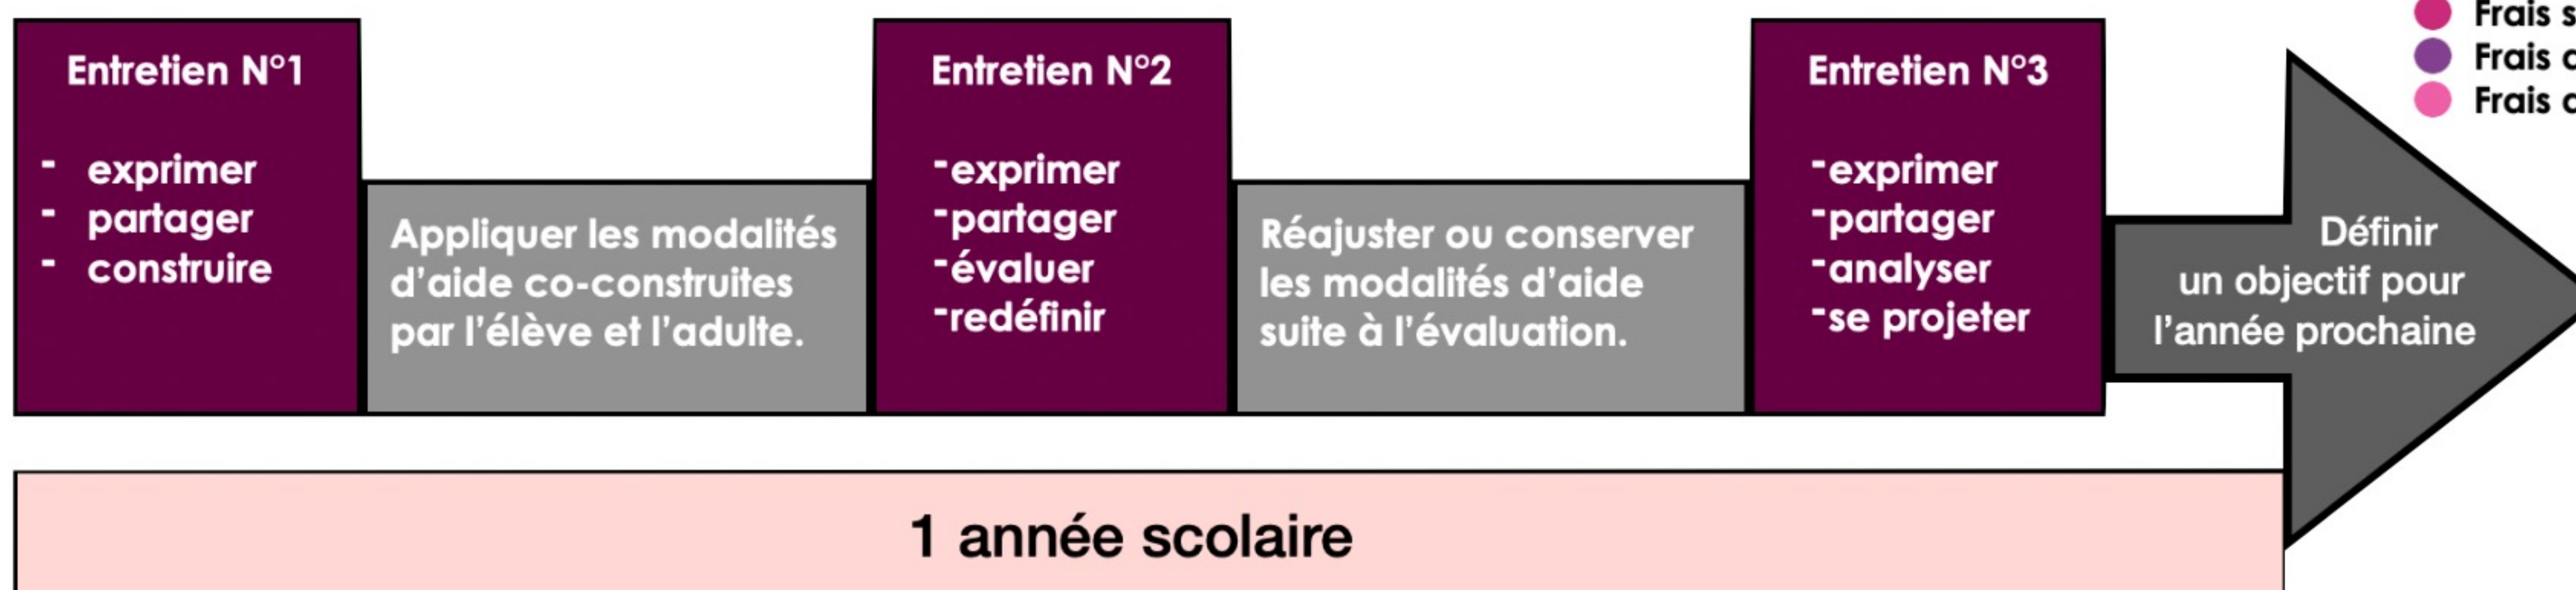 Entretien N°1
- exprimer
- partager
- construire
Appliquer les modalités
d'aide co-construites
par l'élève et l'adulte.
Entretien N°2
-exprimer
-partager
-évaluer
-redéfinir
Réajuster ou conserver
les modalités d'aide
suite à l'évaluation.
Entretien N°3
-exprimer
-partager
-analyser
-se projeter
Définir
un objectif pour
l'année prochaine
Frais
Frais
Frais
1 année scolaire